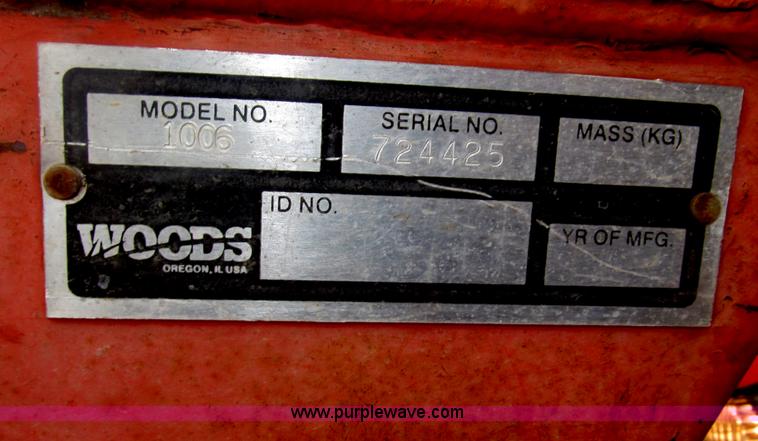 MODEL NO.
1006
SERIAL NO.
724425
MASS (KG)
WOODS
OREGON, IL USA
ID NO.
YR OF MFG.
www.purplewave.com